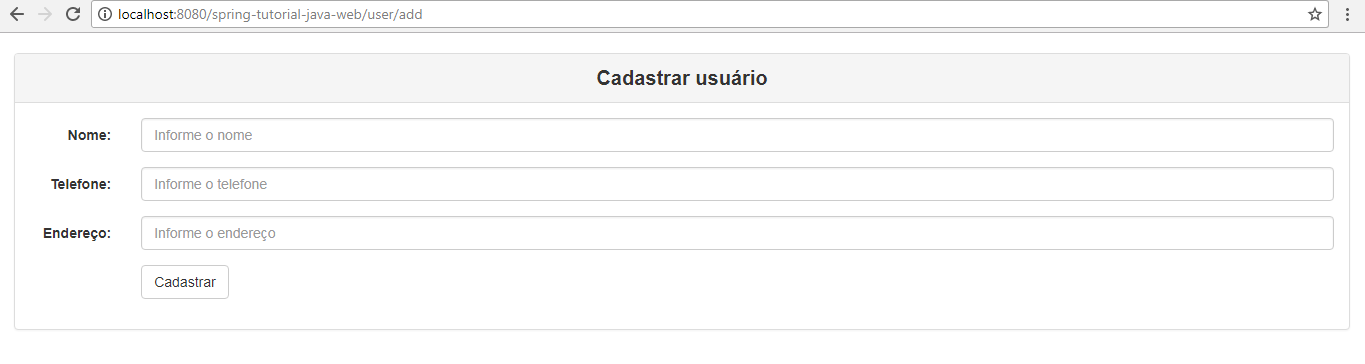 localhost:8080/spring-tutorial-java-web/user/add
Cadastrar usuário
Nome: Informe o nome
Telefone: Informe o telefone
Endereço: Informe o endereço
Cadastrar